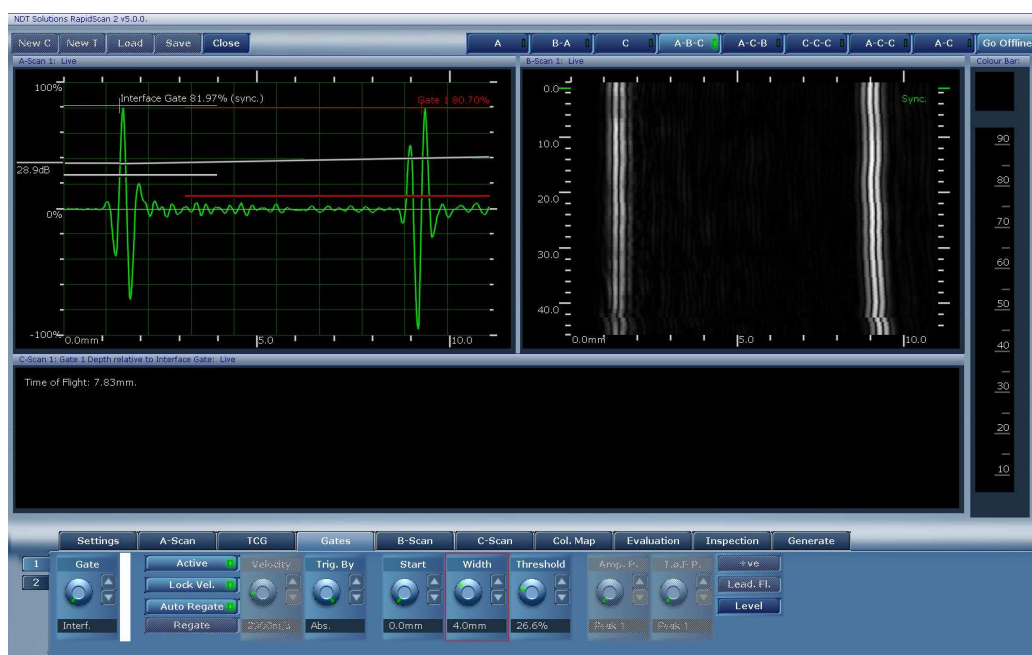 NDT Solutions RapidScan 2 v5.0.0.
New C New T Load Save Close A B-A C A-B-C A-C-B C-C-C A-C-C A-C Go Offline
A-Scan 1: Live B-Scan 1: Live Colour Bar:
100% Interface Gate 81.97% (sync.) Gate 1 80.70%
28.9dB
0%
-100% 0.0mm 5.0 10.0
0.0 Sync.
10.0
20.0
30.0
40.0
0.0mm 5.0 10.0
90
80
70
60
50
40
30
20
10
C-Scan 1: Gate 1 Depth relative to Interface Gate: Live
Time of Flight: 7.83mm.
Settings A-Scan TCG Gates B-Scan C-Scan Col. Map Evaluation Inspection Generate
1 Gate Active Velocity Trig. By Start Width Threshold Amp. P. T.o.F P. +ve
2 Lock Vel. Lead. Fl.
Auto Regate Level
Interf. Regate Abs. 0.0mm 4.0mm 26.6% Peak 1 Peak 1